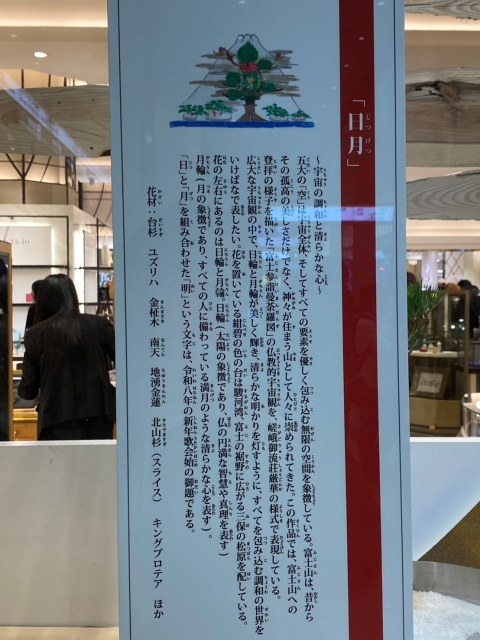 「日月」
～宇宙の調和と清らかな心～
五大の「空」は宇宙全体、そしてすべての要素を優しく包み込む無限の空間を象徴している。富士山は、昔から
その孤高の美しさだけでなく、神々が住まう山として人々に崇められてきた。この作品では、富士山への
登拝の様子を描いた「富士参詣曼荼羅図」の仏教的宇宙観を、嵯峨御流荘厳華の様式で表現している。
広大な宇宙観の中で、日輪と月輪が美しく輝き、清らかな明かりを灯すように、すべてを包み込む調和の世界を
いけばなで表したい。花を置いている紺碧の色の台は駿河湾、富士の裾野に広がる三保の松原を配している。
花の左右にあるのは日輪と月輪。日輪（太陽の象徴であり、仏の円満な智慧や真理を表す）
月輪（月の象徴であり、すべての人に備わっている満月のような清らかな心を表す）。
「日」と「月」を組み合わせた「明」という文字は、令和八年の新年歌会始の御題である。
花材：台杉　ユズリハ　金柾木　南天　地湧金蓮　北山杉（スライス）　キングプロテア　ほか